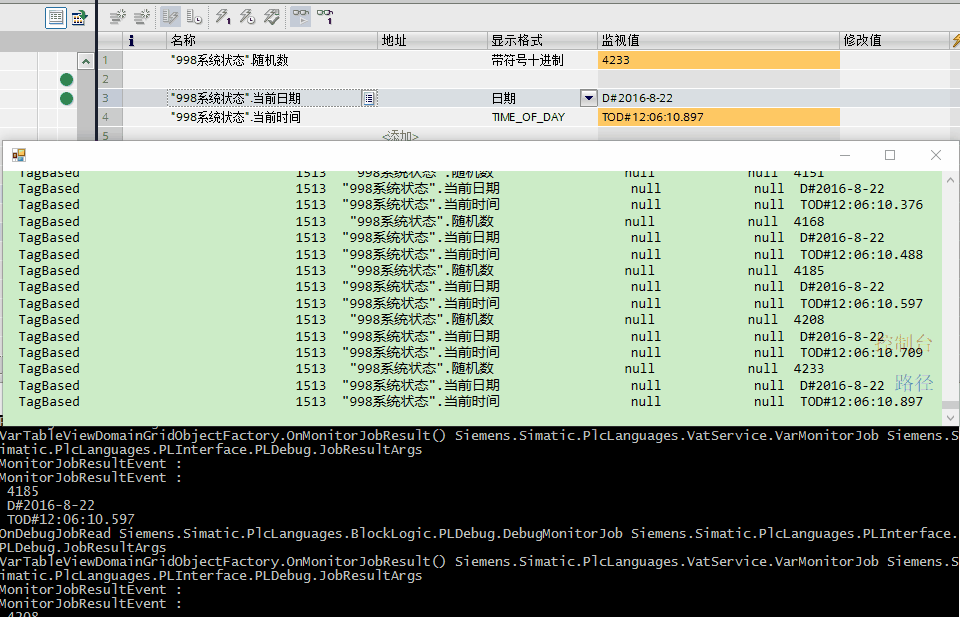 i 名称 地址 显示格式 监视值 修改值
1 "998系统状态".随机数 带符号十进制 4233
2
3 "998系统状态".当前日期 日期 D#2016-8-22
4 "998系统状态".当前时间 TIME_OF_DAY TOD#12:06:10.897
5 <添加>
TagBased 1513 "998系统状态".随机数 null null 4151
TagBased 1513 "998系统状态".当前日期 null null D#2016-8-22
TagBased 1513 "998系统状态".当前时间 null null TOD#12:06:10.376
TagBased 1513 "998系统状态".随机数 null null 4168
TagBased 1513 "998系统状态".当前日期 null null D#2016-8-22
TagBased 1513 "998系统状态".当前时间 null null TOD#12:06:10.488
TagBased 1513 "998系统状态".随机数 null null 4185
TagBased 1513 "998系统状态".当前日期 null null D#2016-8-22
TagBased 1513 "998系统状态".当前时间 null null TOD#12:06:10.597
TagBased 1513 "998系统状态".随机数 null null 4208
TagBased 1513 "998系统状态".当前日期 null null D#2016-8-22
控制台
TagBased 1513 "998系统状态".当前时间 null null TOD#12:06:10.709
TagBased 1513 "998系统状态".随机数 null null 4233
TagBased 1513 "998系统状态".当前日期 null null D#2016-8-22
路径
TagBased 1513 "998系统状态".当前时间 null null TOD#12:06:10.897
VarTableViewDomainGridObjectFactory.OnMonitorJobResult() Siemens.Simatic.PlcLanguages.VatService.VarMonitorJob Siemens.S
imatic.PlcLanguages.PLInterface.PLDebug.JobResultArgs
MonitorJobResultEvent :
MonitorJobResultEvent :
4185
D#2016-8-22
TOD#12:06:10.597
OnDebugJobRead Siemens.Simatic.PlcLanguages.BlockLogic.PLDebug.DebugMonitorJob Siemens.Simatic.PlcLanguages.PLInterface.
PLDebug.JobResultArgs
VarTableViewDomainGridObjectFactory.OnMonitorJobResult() Siemens.Simatic.PlcLanguages.VatService.VarMonitorJob Siemens.S
imatic.PlcLanguages.PLInterface.PLDebug.JobResultArgs
MonitorJobResultEvent :
MonitorJobResultEvent :
4208